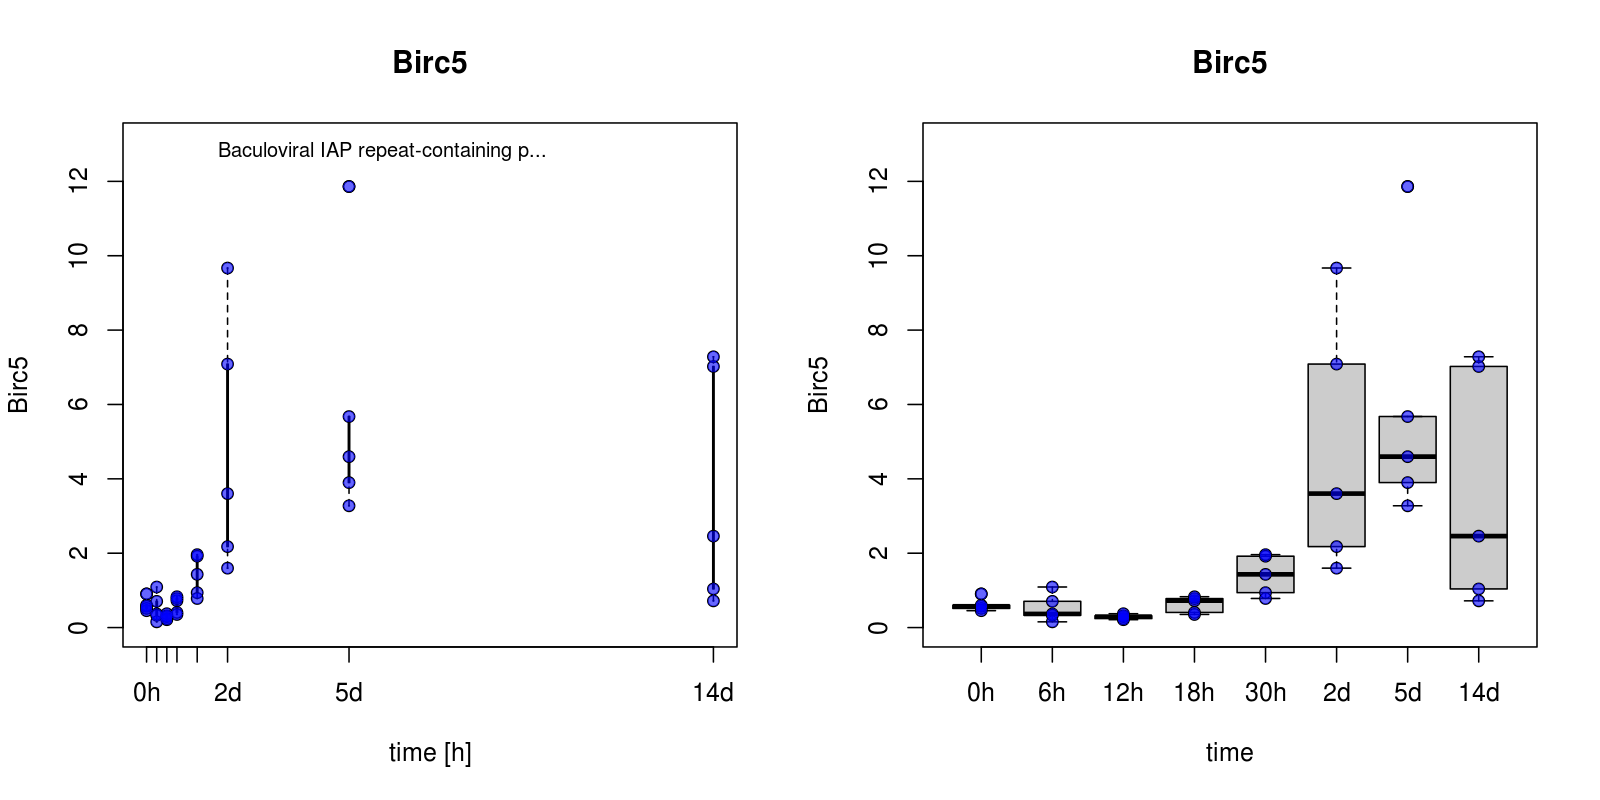 Birc5
Baculoviral IAP repeat-containing p...
Birc5
12
10
8
6
4
2
0
0h 2d 5d 14d
time [h]
Birc5
Birc5
12
10
8
6
4
2
0
0h 6h 12h 18h 30h 2d 5d 14d
time